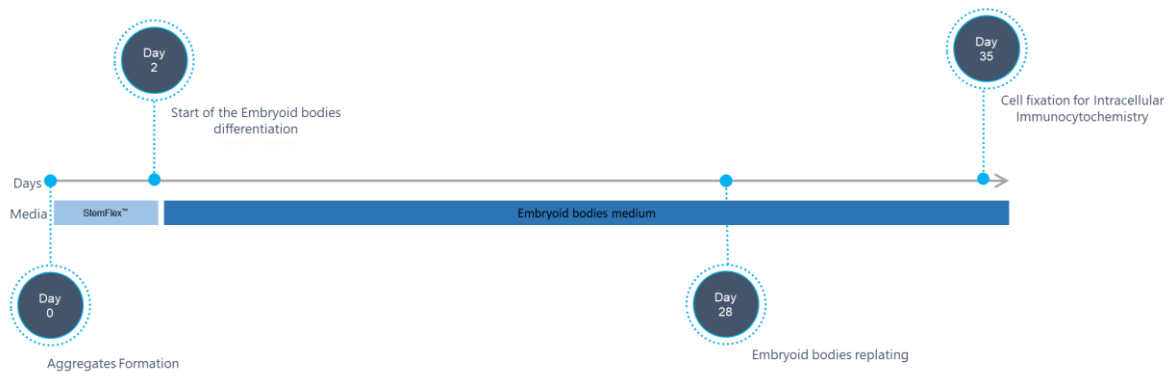 Day
2
Day
35
Start of the Embryoid bodies
differentiation
Cell fixation for Intracellular
Immunocytochemistry
Days
Media
StemFlex™
Embryoid bodies medium
Day
0
Day
28
Aggregates Formation
Embryoid bodies replating